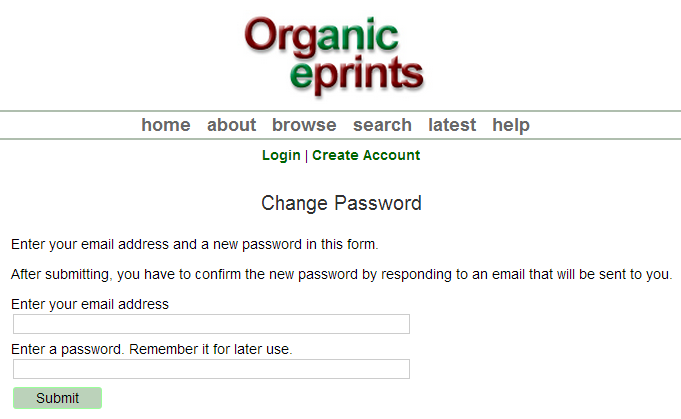 Organic
eprints
home about browse search latest help
Login | Create Account
Change Password
Enter your email address and a new password in this form.
After submitting, you have to confirm the new password by responding to an email that will be sent to you.
Enter your email address
Enter a password. Remember it for later use.
Submit